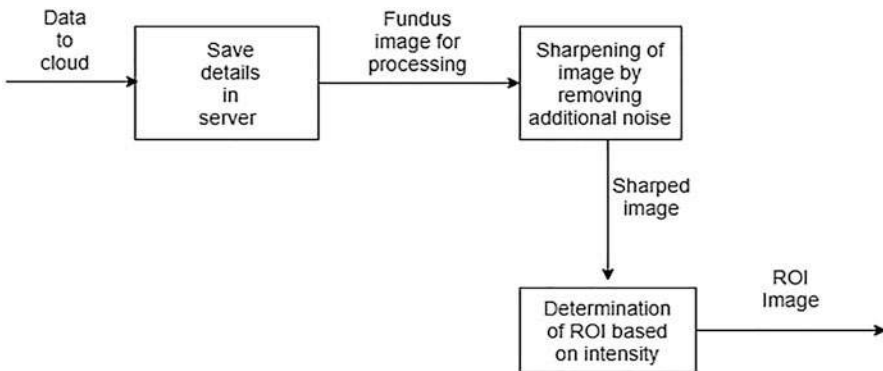 Data
to
cloud
Save
details
in
server
Fundus
image for
processing
Sharpening of
image by
removing
additional noise
Sharped
image
Determination
of ROI based
on intensity
ROI
Image